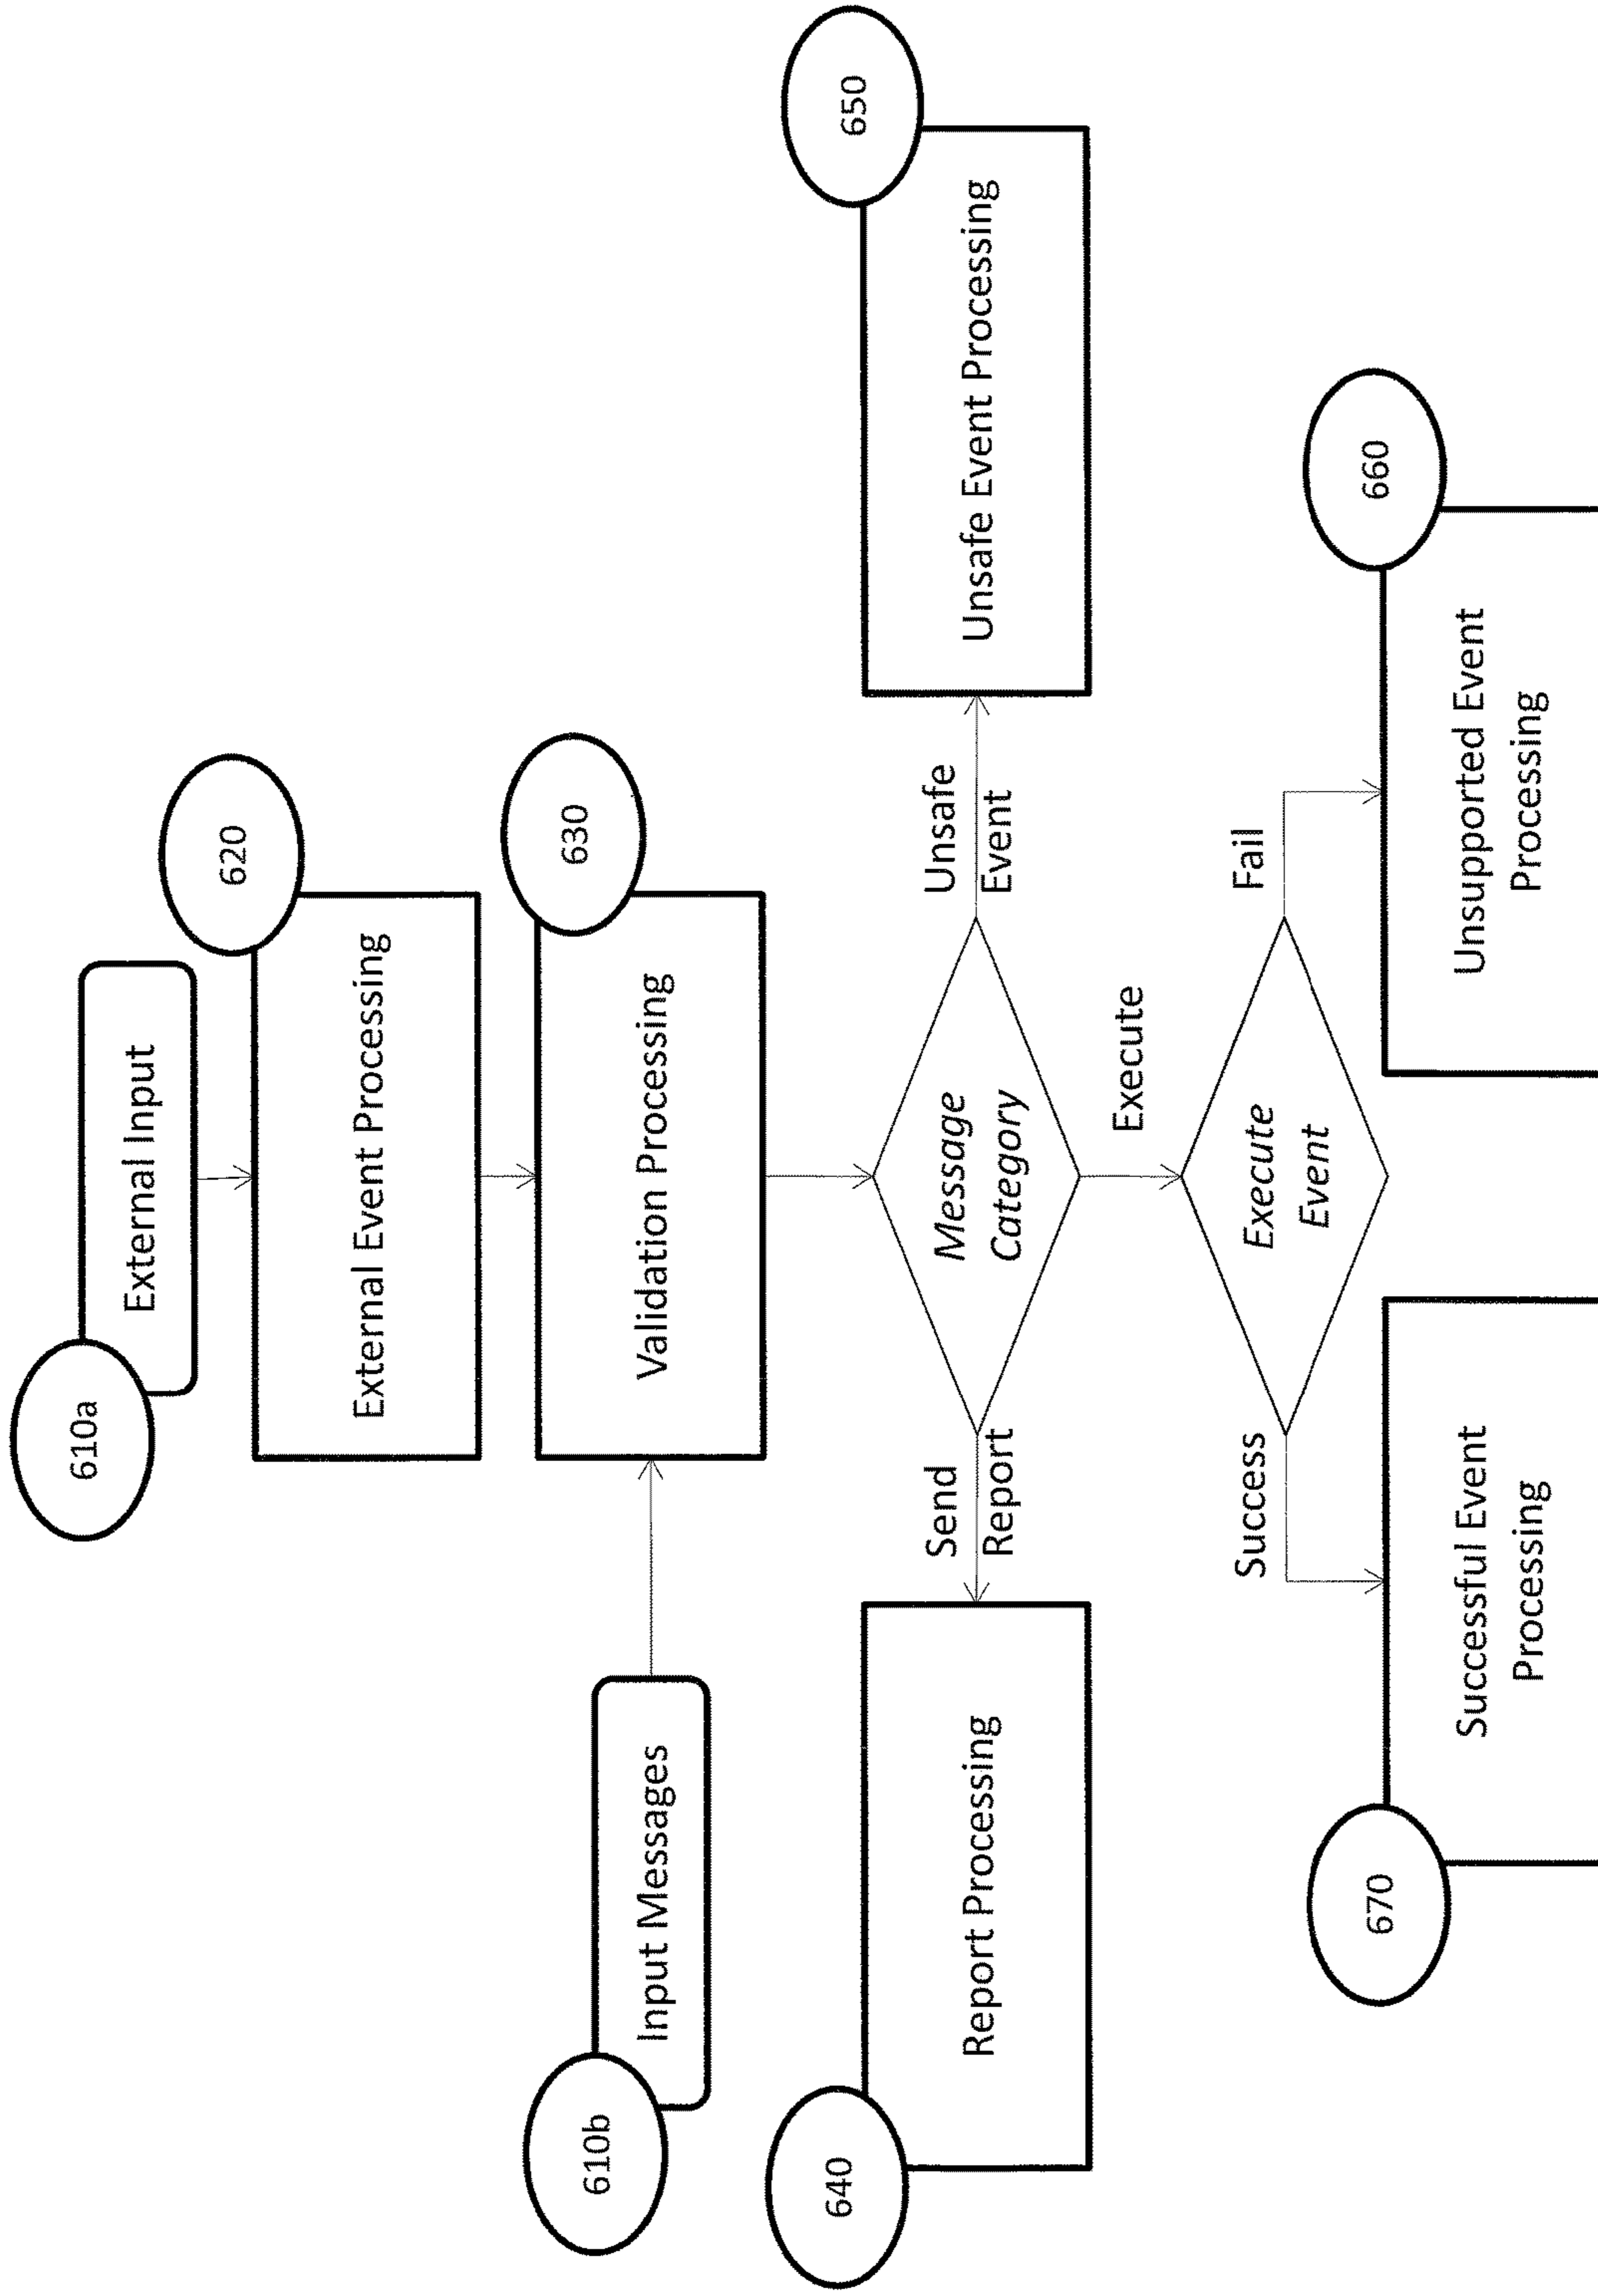 610a
External Input
620
External Event Processing
610b
Input Messages
630
Validation Processing
640
Report Processing
Send
Report
Message
Category
Unsafe
Event
650
Unsafe Event Processing
Execute
Success
Execute
Event
Fail
670
Successful Event
Processing
660
Unsupported Event
Processing